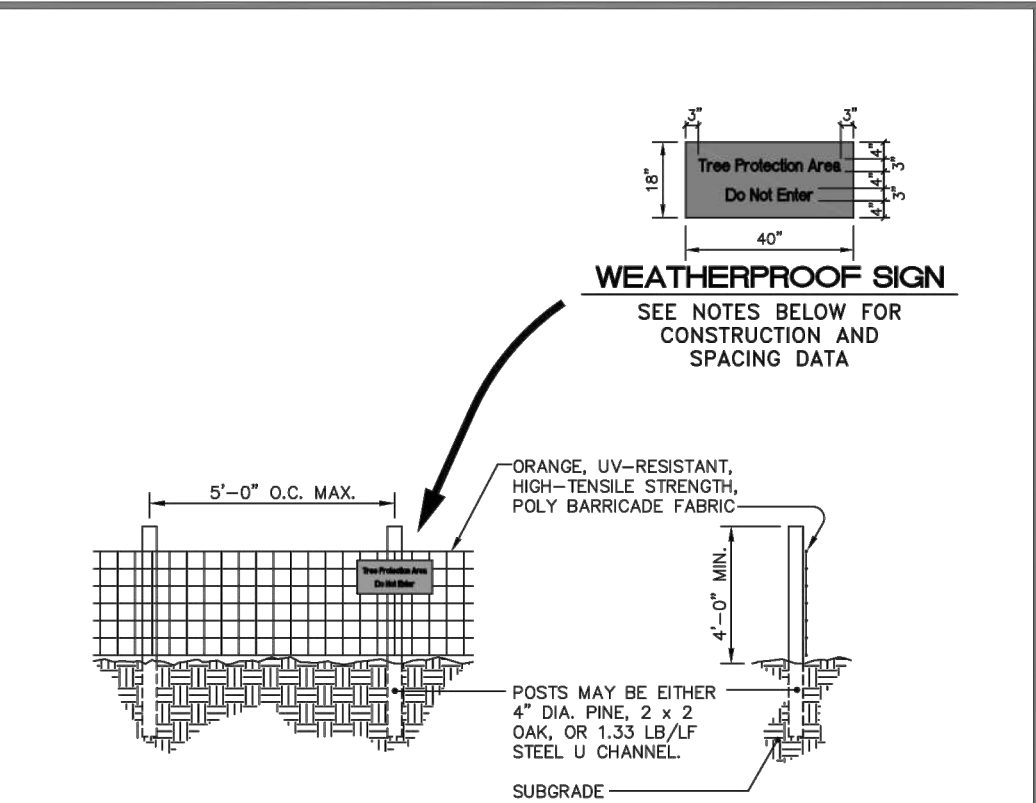 3" 3"
Tree Protection Area
Do Not Enter
18"
4"
3"
4"
3"
4"
40"
WEATHERPROOF SIGN
SEE NOTES BELOW FOR
CONSTRUCTION AND
SPACING DATA
5'-0" O.C. MAX.
ORANGE, UV-RESISTANT,
HIGH-TENSILE STRENGTH,
POLY BARRICADE FABRIC
Tree Protection Area
Do Not Enter
4'-0" MIN.
POSTS MAY BE EITHER
4" DIA. PINE, 2 x 2
OAK, OR 1.33 LB/LF
STEEL U CHANNEL.
SUBGRADE